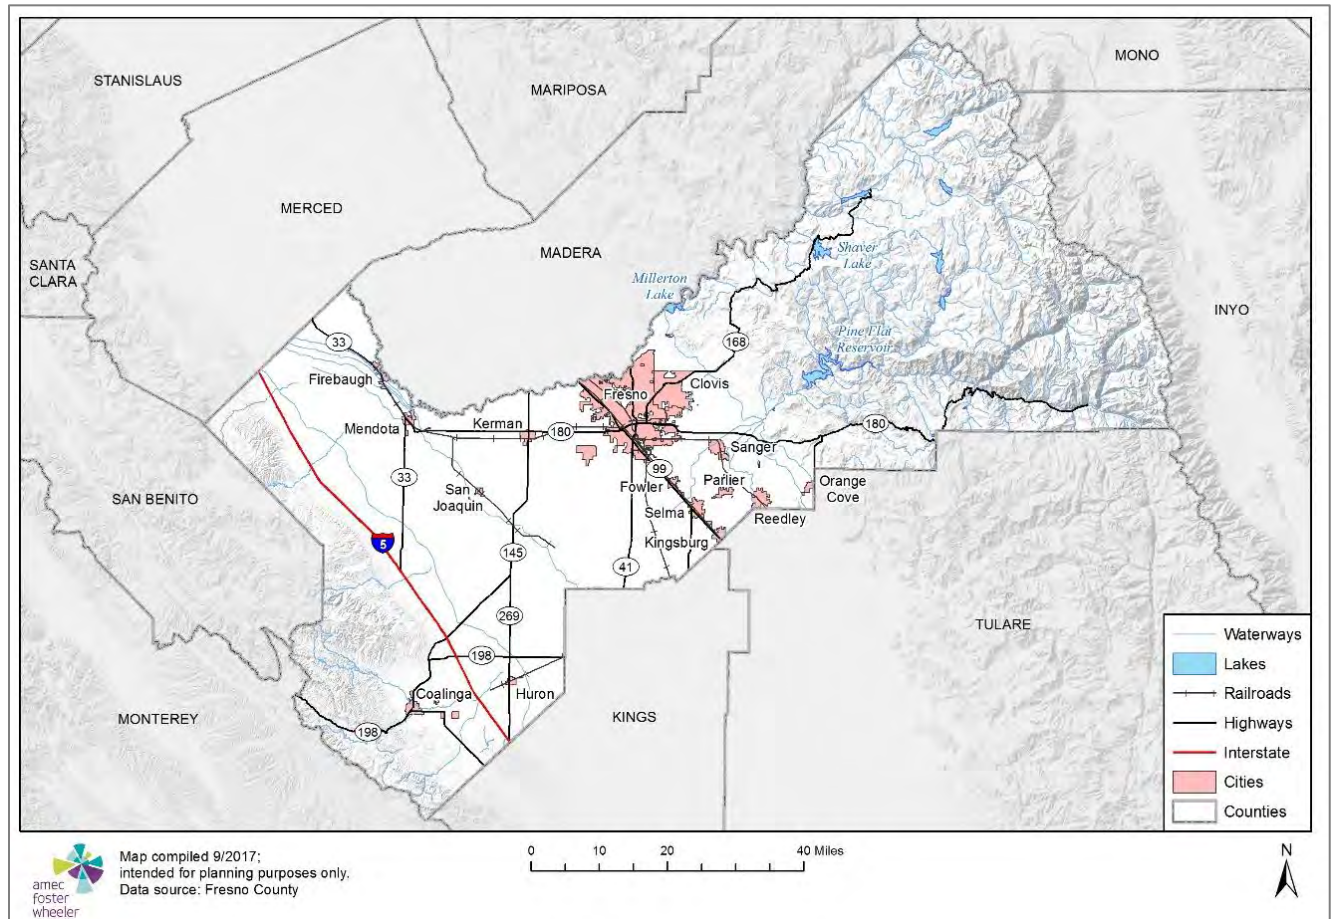 MONO
STANISLAUS
MARIPOSA
MERCED
MADERA
SANTA
CLARA
INYO
Shaver
Lake
Millerton
Lake
Pine Flat
Reservoir
33
168
Firebaugh
Clovis
Fresno
Mendota
Kerman
180
180
Sanger
99
33
San
Joaquin
Fowler
Parlier
Orange
Cove
SAN BENITO
Selma
Reedley
Kingsburg
5
145
41
269
TULARE
198
Coalinga
Huron
KINGS
MONTEREY
198
Waterways
Lakes
Railroads
Highways
Interstate
Cities
Counties
amec
foster
wheeler
Map compiled 9/2017;
intended for planning purposes only.
Data source: Fresno County
0 10 20 40 Miles
N